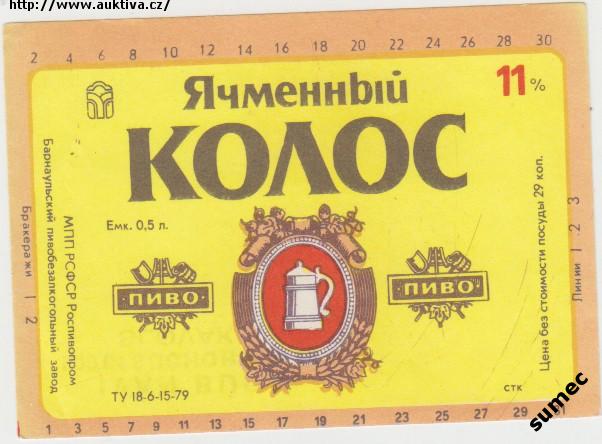 http://www.auktiva.cz/
2 4 6 8 10 12 14 16 18 20 22 24 26 28 30
Ячменный
11%
КОЛОС
Емк. 0,5 л.
ПИВО
ПИВО
ТУ 18-6-15-79
СТК
Барнаульский пивобезалкогольный завод
МПП РСФСР Роспивопром
Бракеражи 1 2
Цена без стоимости посуды 29 коп.
Линии 1 2 3
1 3 5 7 9 11 13 15 17 19 21 23 25 27 29
sumec